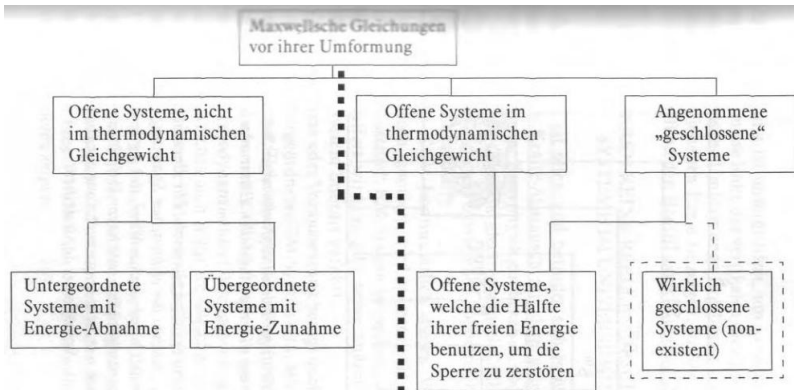 Maxwellsche Gleichungen
vor ihrer Umformung
Offene Systeme, nicht
im thermodynamischen
Gleichgewicht
Offene Systeme im
thermodynamischen
Gleichgewicht
Angenommene
„geschlossene“
Systeme
Untergeordnete
Systeme mit
Energie-Abnahme
Übergeordnete
Systeme mit
Energie-Zunahme
Offene Systeme,
welche die Hälfte
ihrer freien Energie
benutzen, um die
Sperre zu zerstören
Wirklich
geschlossene
Systeme (non-
existent)